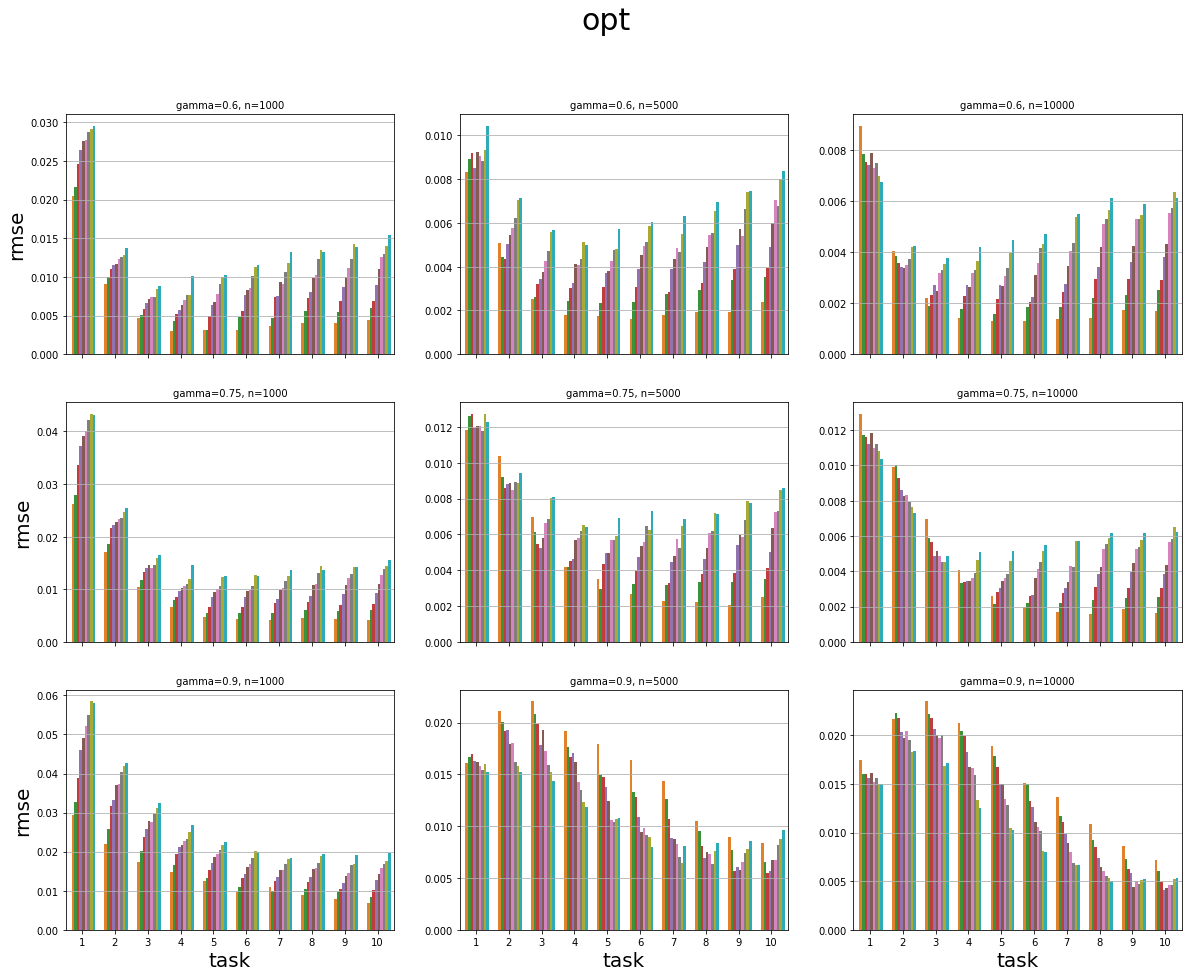 opt
gamma=0.6, n=1000
gamma=0.6, n=5000
gamma=0.6, n=10000
rmse
0.030
0.025
0.020
0.015
0.010
0.005
0.000
0.010
0.008
0.006
0.004
0.002
0.000
0.008
0.006
0.004
0.002
0.000
gamma=0.75, n=1000
gamma=0.75, n=5000
gamma=0.75, n=10000
rmse
0.04
0.03
0.02
0.01
0.00
0.012
0.010
0.008
0.006
0.004
0.002
0.000
0.012
0.010
0.008
0.006
0.004
0.002
0.000
gamma=0.9, n=1000
gamma=0.9, n=5000
gamma=0.9, n=10000
rmse
0.06
0.05
0.04
0.03
0.02
0.01
0.00
0.020
0.015
0.010
0.005
0.000
0.020
0.015
0.010
0.005
0.000
1 2 3 4 5 6 7 8 9 10
1 2 3 4 5 6 7 8 9 10
1 2 3 4 5 6 7 8 9 10
task
task
task